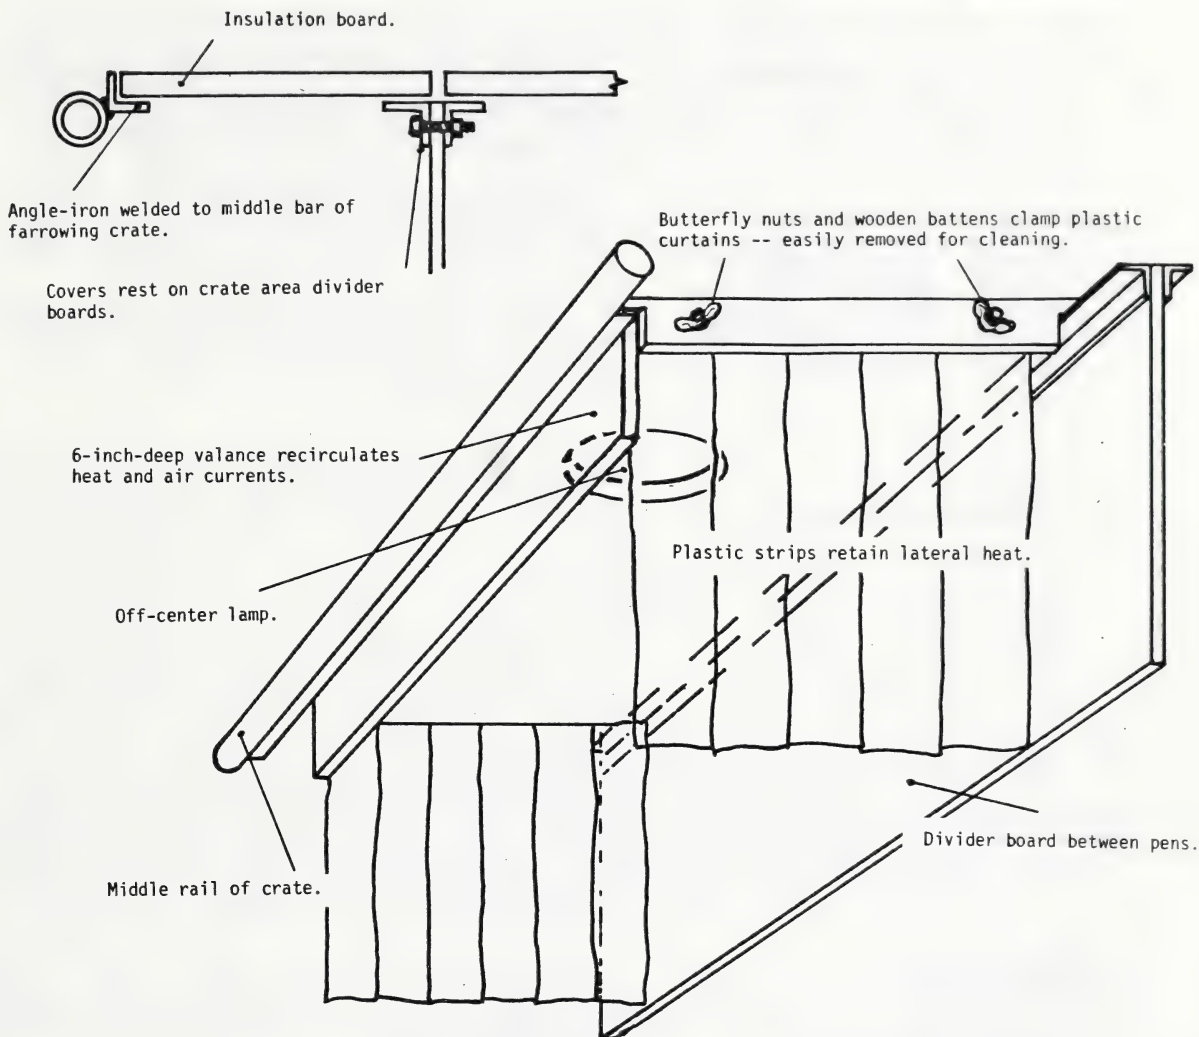 Insulation board.
Angle-iron welded to middle bar of
farrowing crate.
Covers rest on crate area divider
boards.
Butterfly nuts and wooden battens clamp plastic
curtains -- easily removed for cleaning.
6-inch-deep valance recirculates
heat and air currents.
Plastic strips retain lateral heat.
Off-center lamp.
Divider board between pens.
Middle rail of crate.